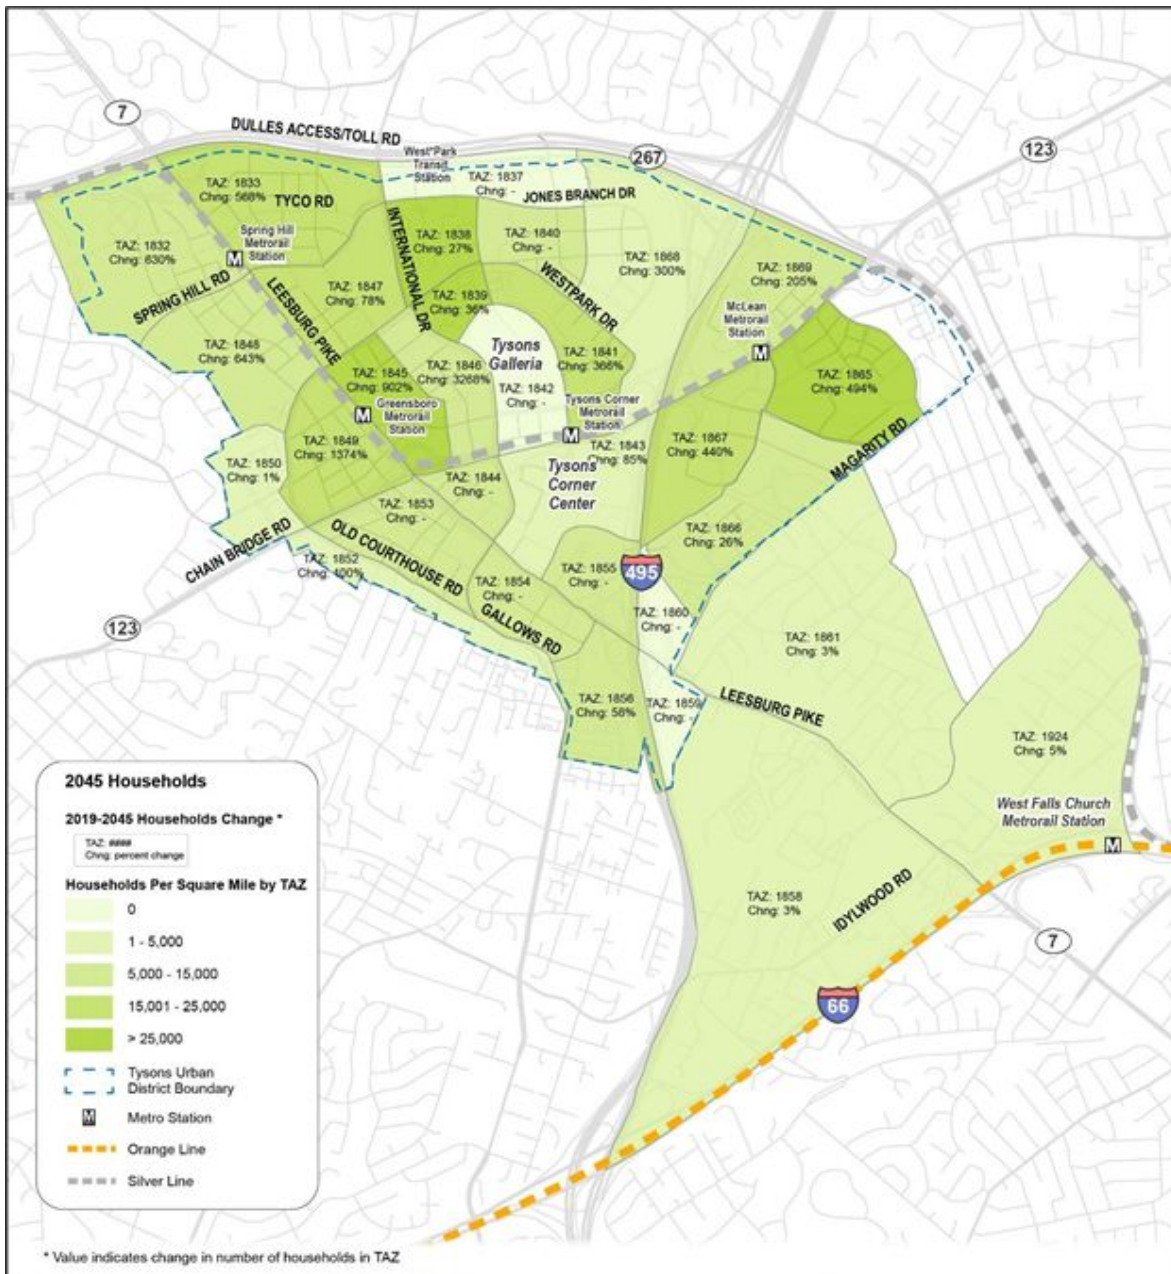 7
DULLES ACCESS/TOLL RD
West*Park
Transit
Station
267
123
TAZ: 1837
Chng: -
JONES BRANCH DR
TAZ: 1833
Chng: 568%
TYCO RD
TAZ: 1832
Chng: 630%
Spring Hill
Metrorail
Station
M
INTERNATIONAL DR
TAZ: 1838
Chng: 27%
TAZ: 1840
Chng: -
TAZ: 1868
Chng: 300%
TAZ: 1869
Chng: 205%
SPRING HILL RD
LEESBURG PIKE
TAZ: 1847
Chng: 78%
TAZ: 1839
Chng: 36%
WESTPARK DR
McLean
Metrorail
Station
M
TAZ: 1848
Chng: 643%
TAZ: 1845
Chng: 902%
TAZ: 1846
Chng: 3268%
Tysons
Galleria
TAZ: 1841
Chng: 366%
TAZ: 1865
Chng: 494%
TAZ: 1842
Chng: -
Greensboro
Metrorail
Station
M
Tysons Corner
Metrorail
Station
M
TAZ: 1849
Chng: 1374%
TAZ: 1843
Chng: 85%
TAZ: 1867
Chng: 440%
MAGARITY RD
TAZ: 1850
Chng: 1%
TAZ: 1844
Chng: -
Tysons
Corner
Center
TAZ: 1853
Chng: -
CHAIN BRIDGE RD
OLD COURTHOUSE RD
TAZ: 1866
Chng: 26%
TAZ: 1852
Chng: 100%
TAZ: 1854
Chng: -
TAZ: 1855
Chng: -
495
GALLOWS RD
TAZ: 1860
Chng: -
123
TAZ: 1861
Chng: 3%
TAZ: 1856
Chng: 58%
TAZ: 1859
Chng: -
LEESBURG PIKE
TAZ: 1924
Chng: 5%
West Falls Church
Metrorail Station
M
TAZ: 1858
Chng: 3%
IDYLWOOD RD
7
66
2045 Households
2019-2045 Households Change *
TAZ: ####
Chng: percent change
Households Per Square Mile by TAZ
0
1 - 5,000
5,000 - 15,000
15,001 - 25,000
> 25,000
Tysons Urban
District Boundary
M Metro Station
Orange Line
Silver Line
* Value indicates change in number of households in TAZ